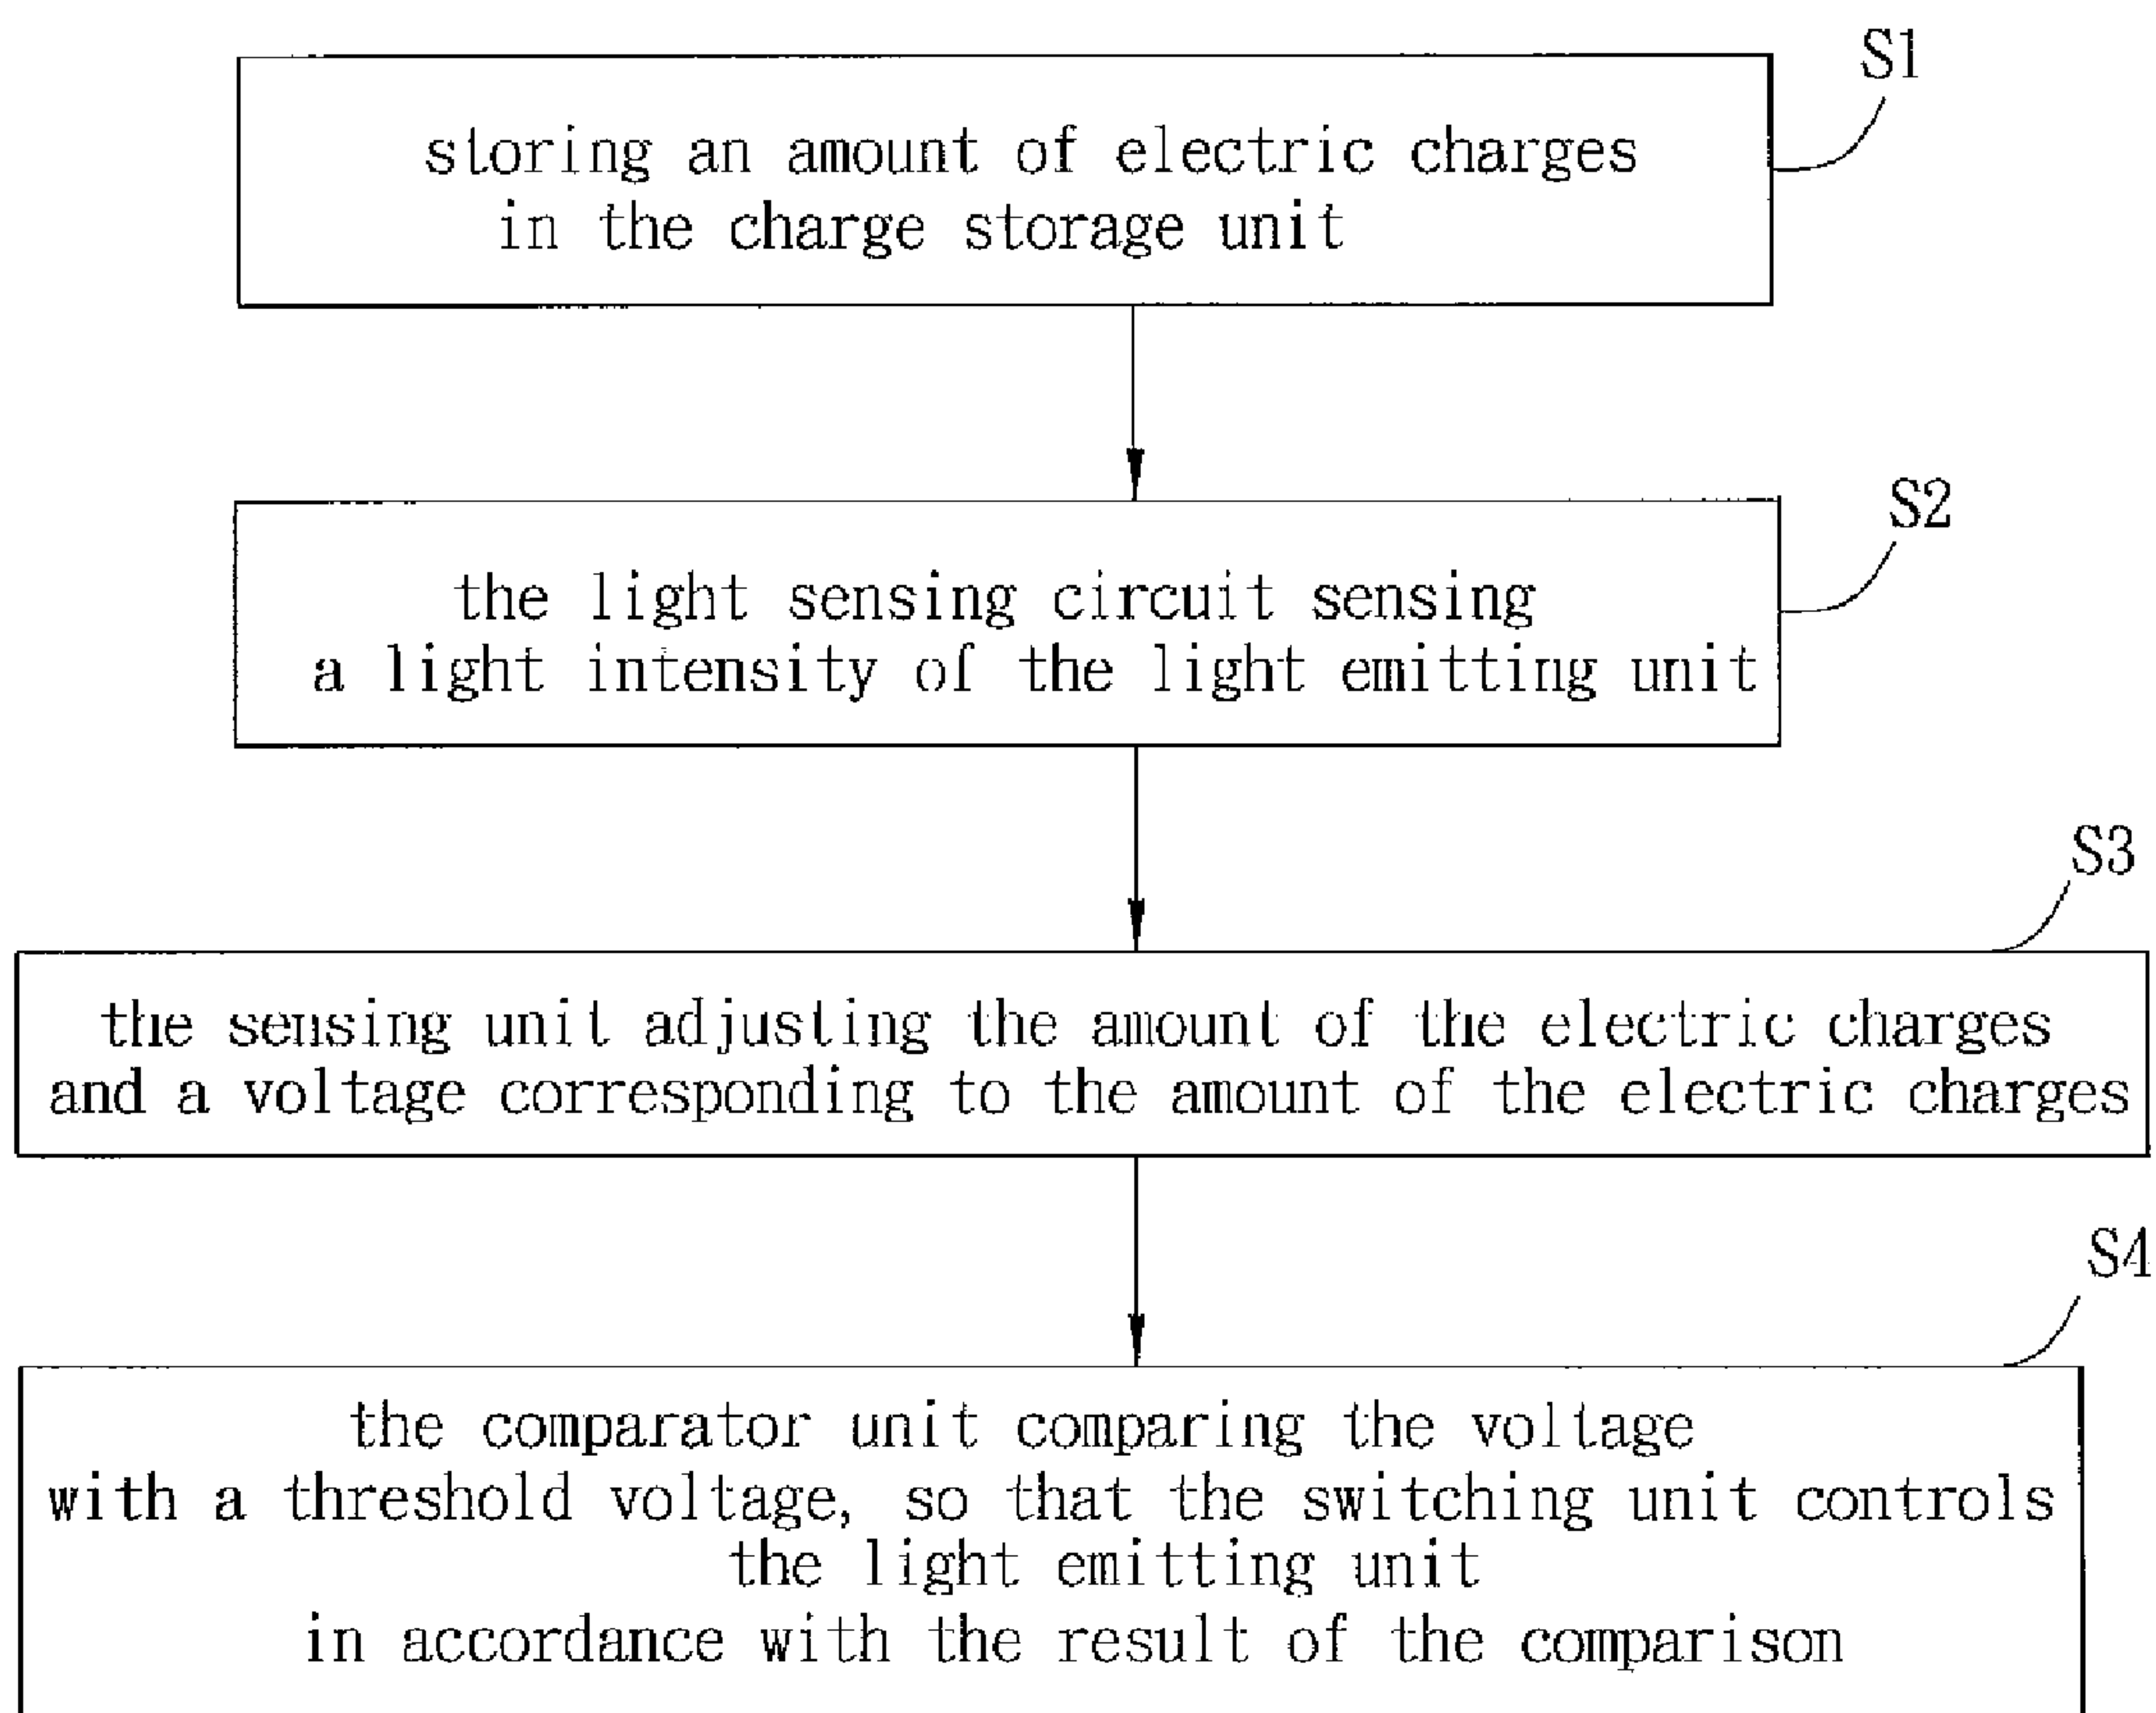 S1
storing an amount of electric charges
in the charge storage unit
S2
the light sensing circuit sensing
a light intensity of the light emitting unit
S3
the sensing unit adjusting the amount of the electric charges
and a voltage corresponding to the amount of the electric charges
S4
the comparator unit comparing the voltage
with a threshold voltage, so that the switching unit controls
the light emitting unit
in accordance with the result of the comparison